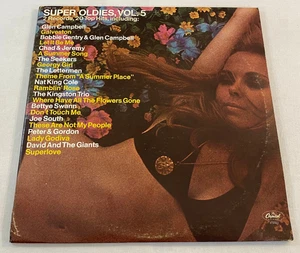 SUPER OLDIES, VOL. 5
2 Records, 20 Top Hits, including:
Glen Campbell
Galveston
Bobbie Gentry & Glen Campbell
Let It Be Me
Chad & Jeremy
A Summer Song
The Seekers
Georgy Girl
The Lettermen
Theme From "A Summer Place"
Nat King Cole
Ramblin' Rose
The Kingston Trio
Where Have All The Flowers Gone
Bettye Swann
Don't Touch Me
Joe South
These Are Not My People
Peter & Gordon
Lady Godiva
David And The Giants
Superlove
Capitol